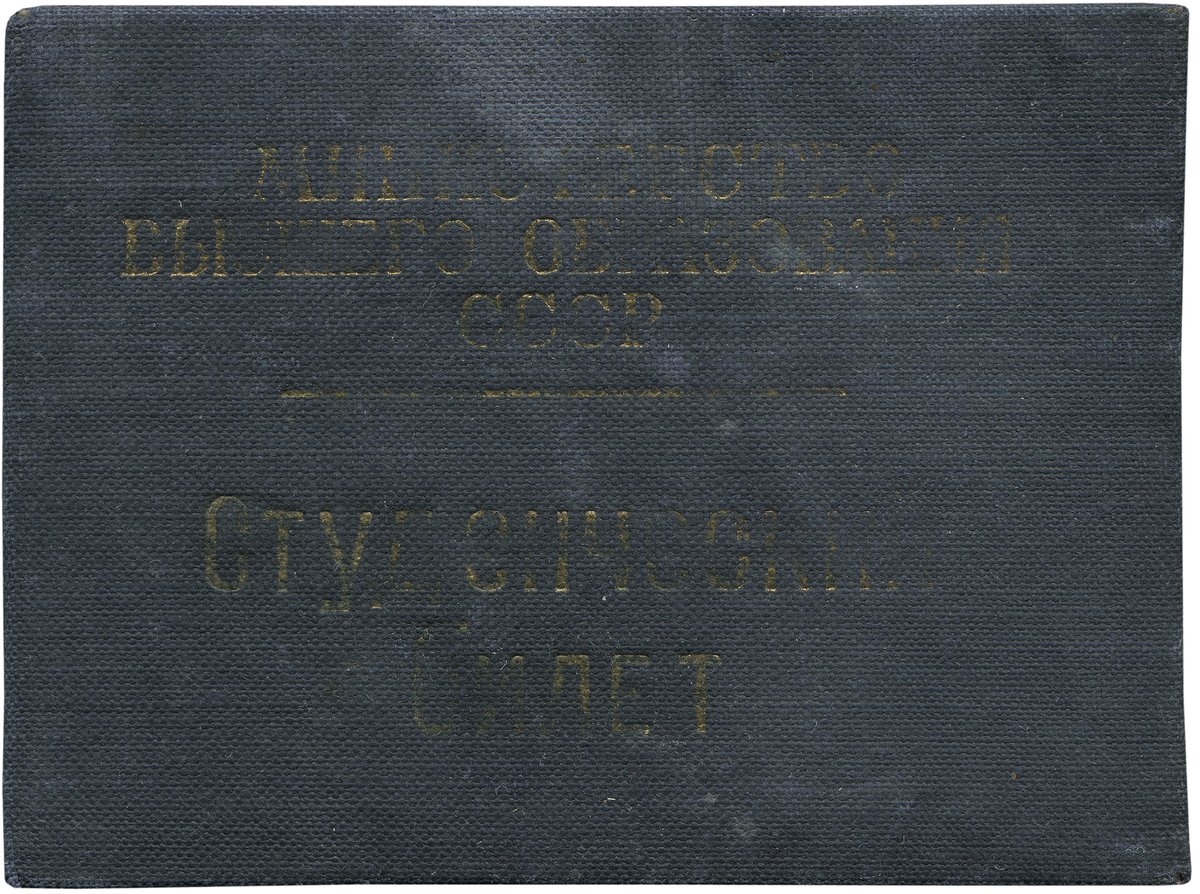 МИНИСТЕРСТВО
ВЫСШЕГО ОБРАЗОВАНИЯ
СССР
Студенческий
билет